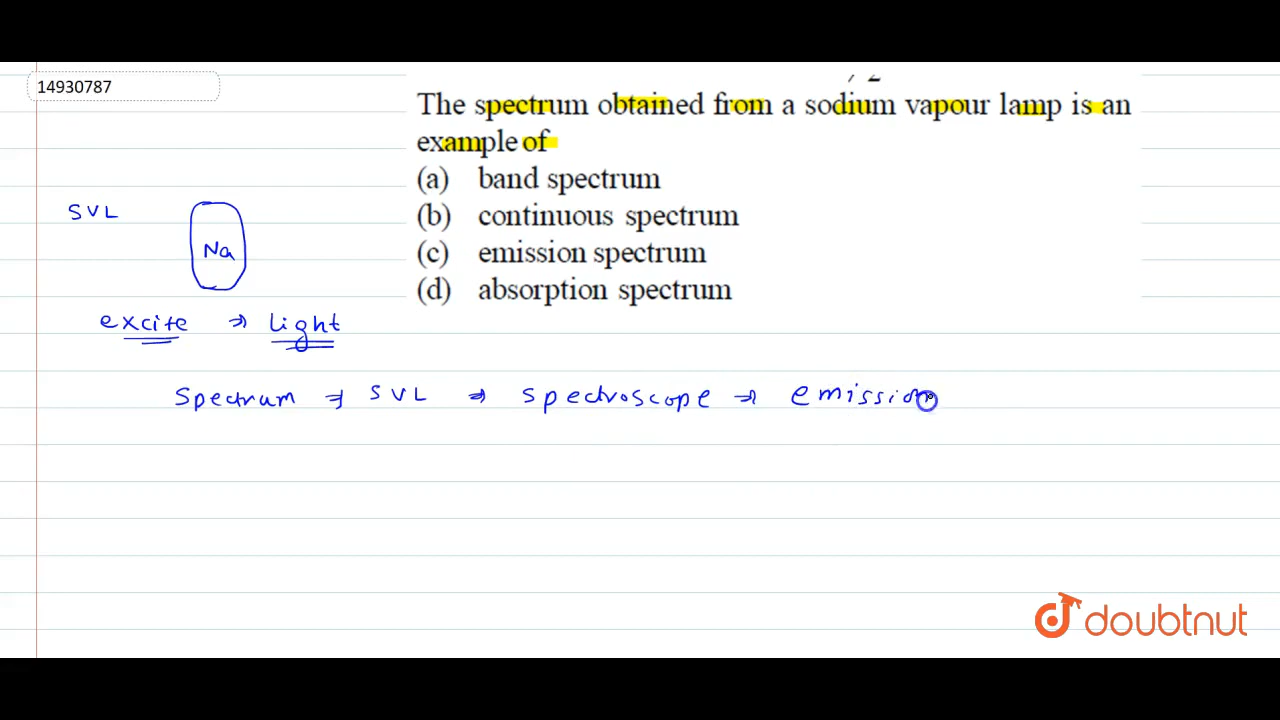 14930787
The spectrum obtained from a sodium vapour lamp is an
example of
(a) band spectrum
(b) continuous spectrum
(c) emission spectrum
(d) absorption spectrum
SVL
Na
excite ⇒ light
Spectrum ⇒ SVL ⇒ spectroscope ⇒ emission
doubtnut